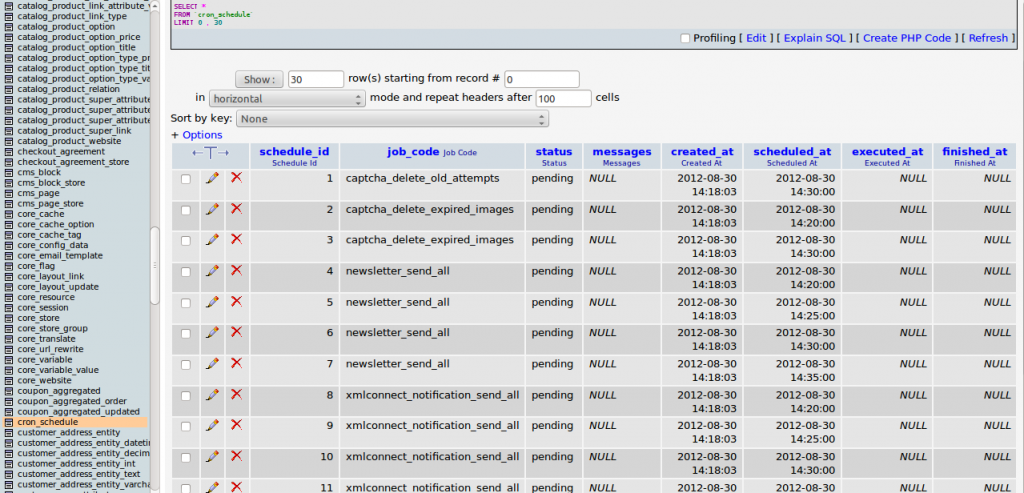 catalog_product_link_attribute_
catalog_product_link_type
catalog_product_option
catalog_product_option_price
catalog_product_option_title
catalog_product_option_type_pr
catalog_product_option_type_tit
catalog_product_option_type_va
catalog_product_relation
catalog_product_super_attribute
catalog_product_super_attribute
catalog_product_super_attribute
catalog_product_super_link
catalog_product_website
checkout_agreement
checkout_agreement_store
cms_block
cms_block_store
cms_page
cms_page_store
core_cache
core_cache_option
core_cache_tag
core_config_data
core_email_template
core_flag
core_layout_link
core_layout_update
core_resource
core_session
core_store
core_store_group
core_translate
core_url_rewrite
core_variable
core_variable_value
core_website
coupon_aggregated
coupon_aggregated_order
coupon_aggregated_updated
cron_schedule
customer_address_entity
customer_address_entity_datetin
customer_address_entity_decim
customer_address_entity_int
customer_address_entity_text
customer_address_entity_varcha
SELECT *
FROM `cron_schedule`
LIMIT 0 , 30
Profiling [ Edit ] [ Explain SQL ] [ Create PHP Code ] [ Refresh ]
Show : 30 row(s) starting from record # 0
in horizontal mode and repeat headers after 100 cells
Sort by key: None
+ Options
←T→ schedule_id job_code Job Code status messages created_at scheduled_at executed_at finished_at
Schedule Id Status Messages Created At Scheduled At Executed At Finished At
1 captcha_delete_old_attempts pending NULL 2012-08-30 2012-08-30 NULL NULL
14:18:03 14:30:00
2 captcha_delete_expired_images pending NULL 2012-08-30 2012-08-30 NULL NULL
14:18:03 14:20:00
3 captcha_delete_expired_images pending NULL 2012-08-30 2012-08-30 NULL NULL
14:18:03 14:30:00
4 newsletter_send_all pending NULL 2012-08-30 2012-08-30 NULL NULL
14:18:03 14:20:00
5 newsletter_send_all pending NULL 2012-08-30 2012-08-30 NULL NULL
14:18:03 14:25:00
6 newsletter_send_all pending NULL 2012-08-30 2012-08-30 NULL NULL
14:18:03 14:30:00
7 newsletter_send_all pending NULL 2012-08-30 2012-08-30 NULL NULL
14:18:03 14:35:00
8 xmlconnect_notification_send_all pending NULL 2012-08-30 2012-08-30 NULL NULL
14:18:03 14:20:00
9 xmlconnect_notification_send_all pending NULL 2012-08-30 2012-08-30 NULL NULL
14:18:03 14:25:00
10 xmlconnect_notification_send_all pending NULL 2012-08-30 2012-08-30 NULL NULL
14:18:03 14:30:00
11 xmlconnect_notification_send_all pending NULL 2012-08-30 2012-08-30 NULL NULL